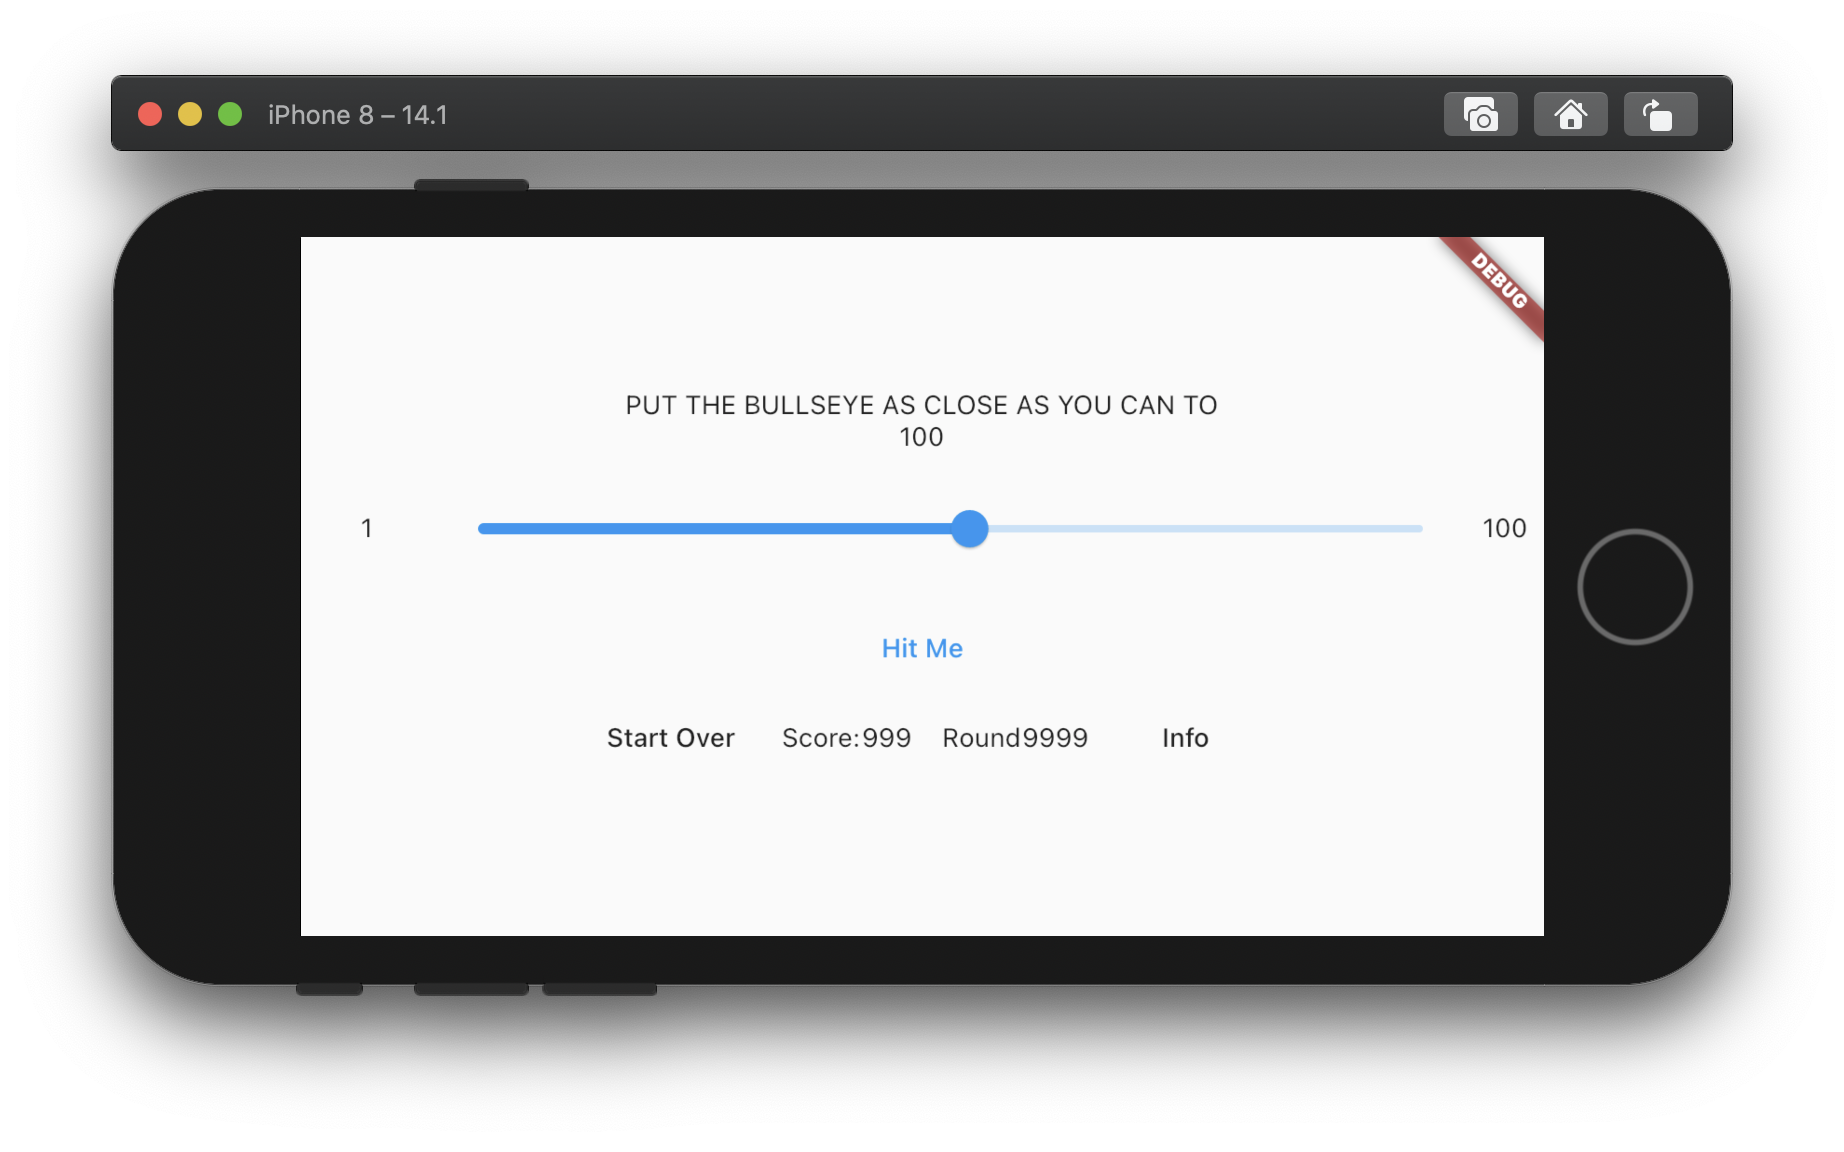 iPhone 8 – 14.1
DEBUG
PUT THE BULLSEYE AS CLOSE AS YOU CAN TO
100
1 100
Hit Me
Start Over Score:999 Round9999 Info